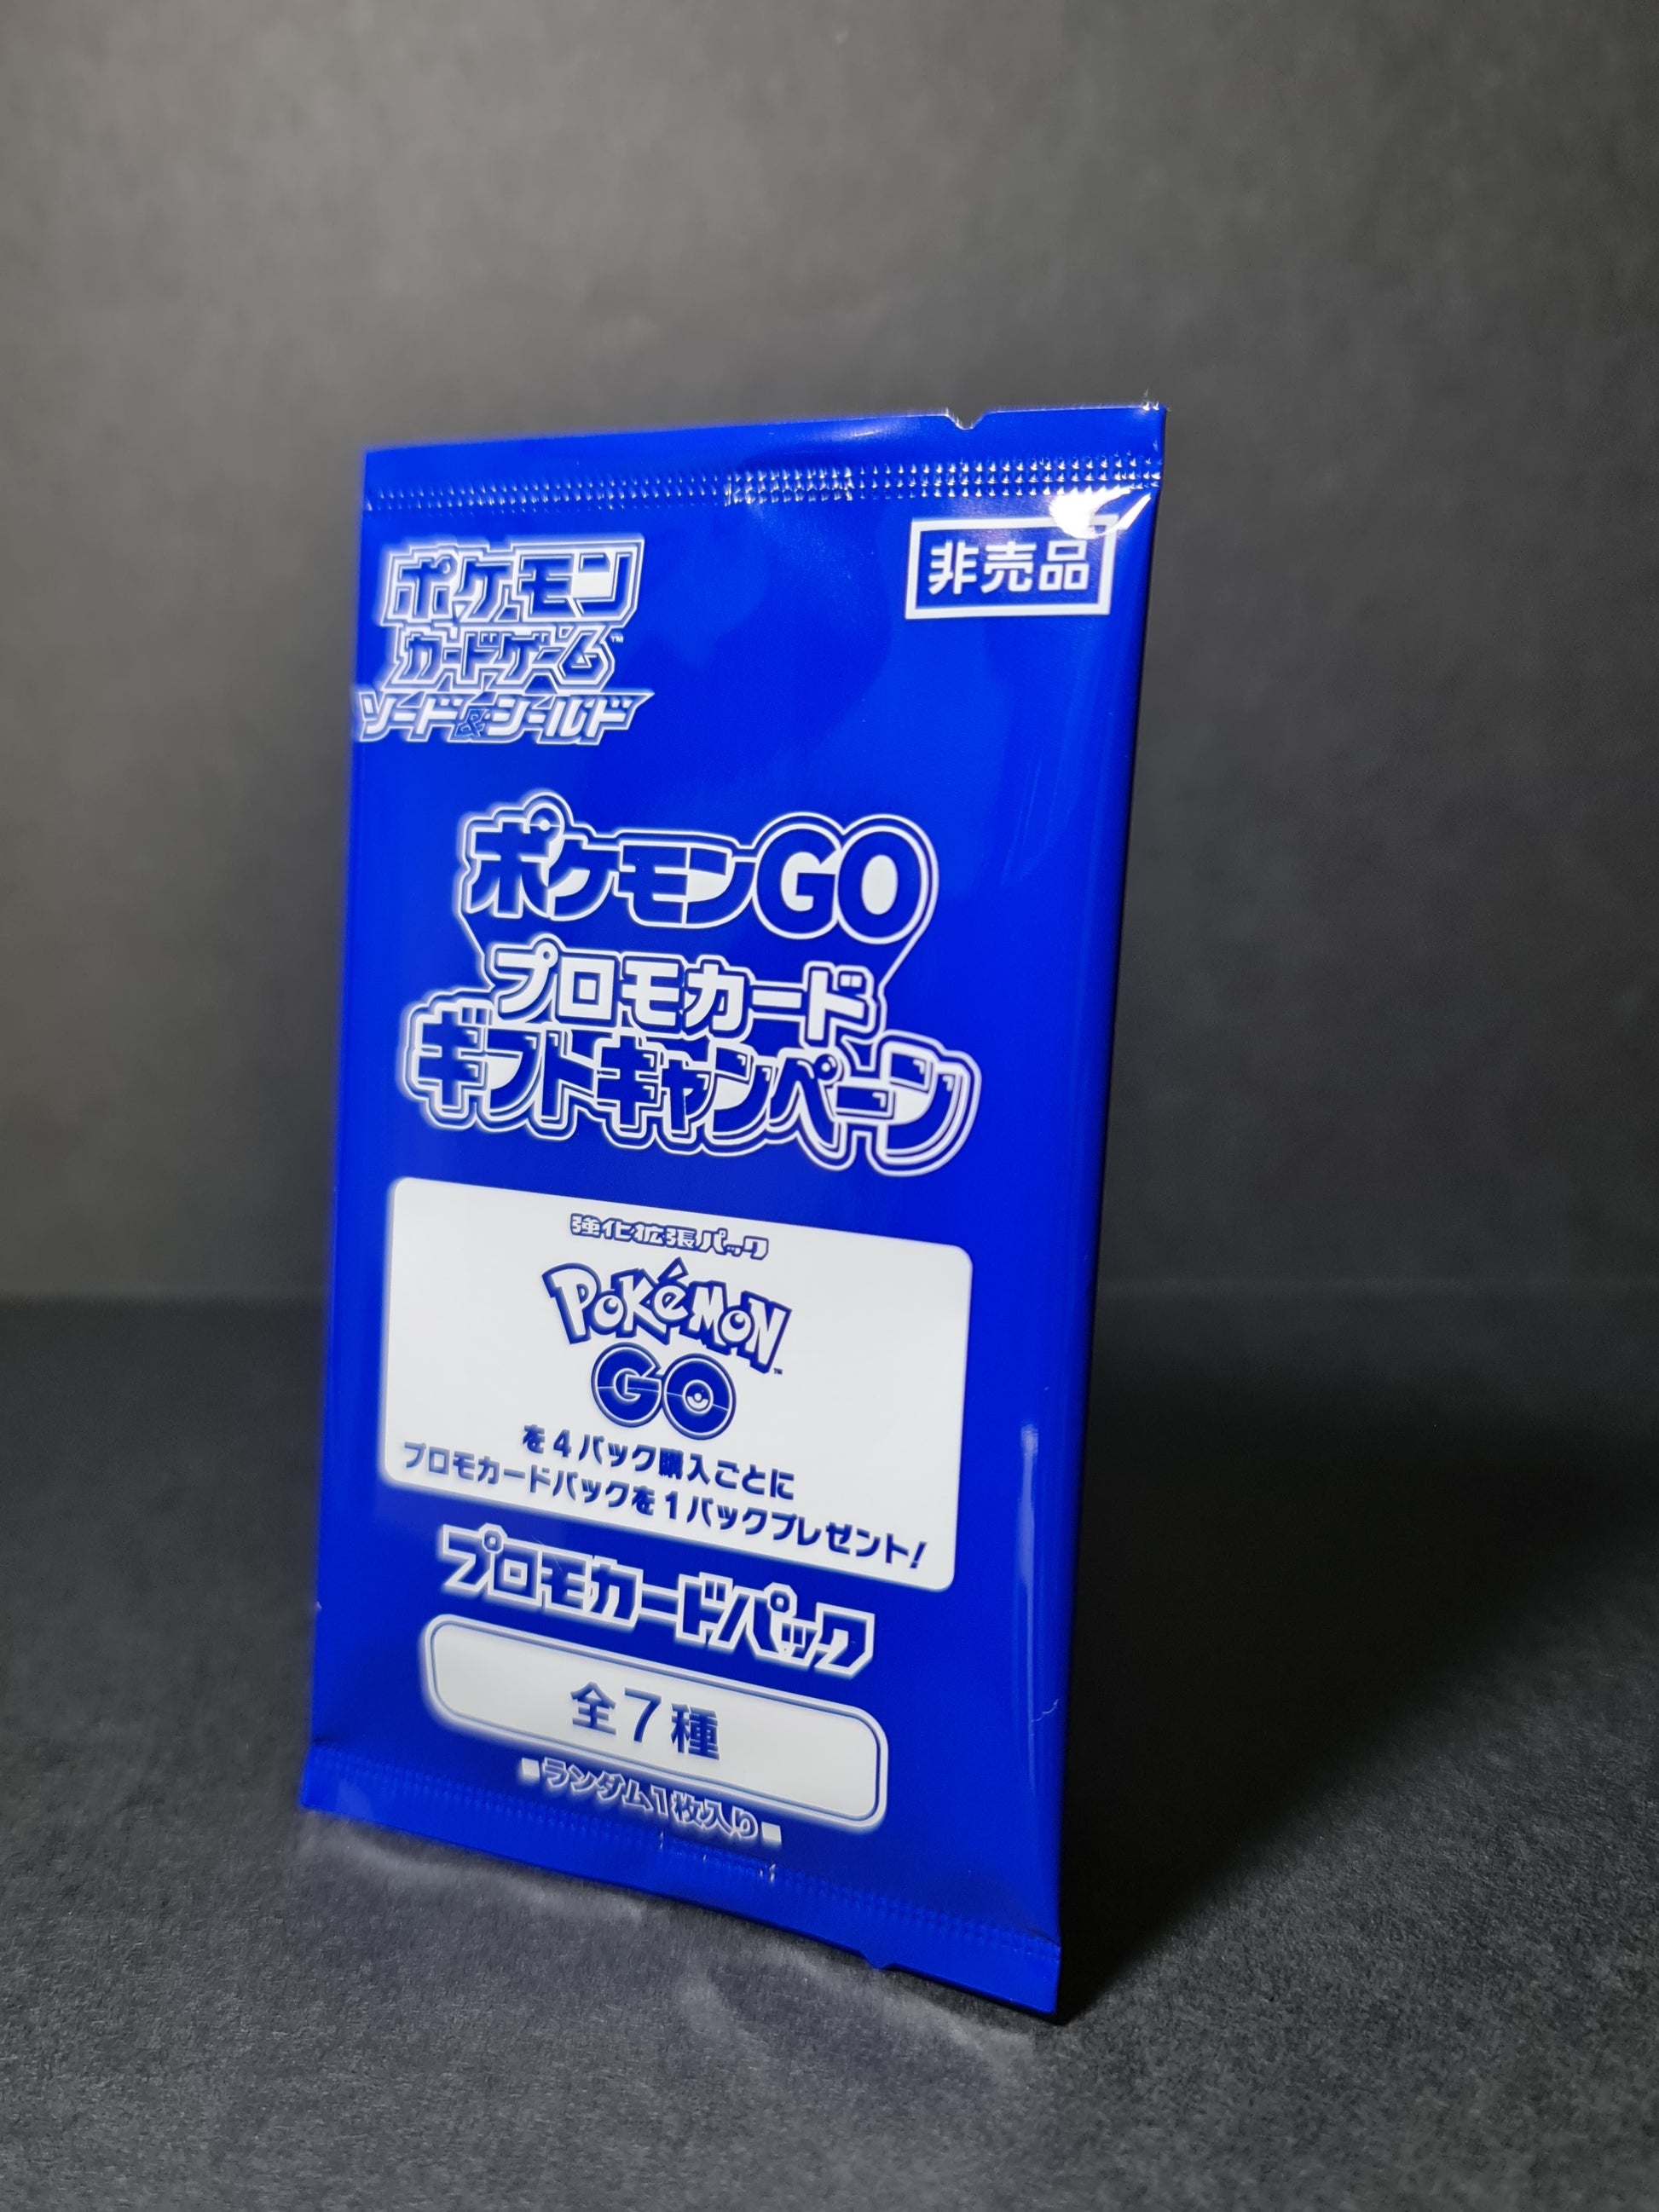 非売品
ポケモン
カードゲーム™
ソード&シールド
ポケモンGO
プロモカード
ギフトキャンペーン
強化拡張パック
POKéMON™
GO
を4パック購入ごとに
プロモカードパックを1パックプレゼント!
プロモカードパック
全7種
■ランダム1枚入り■